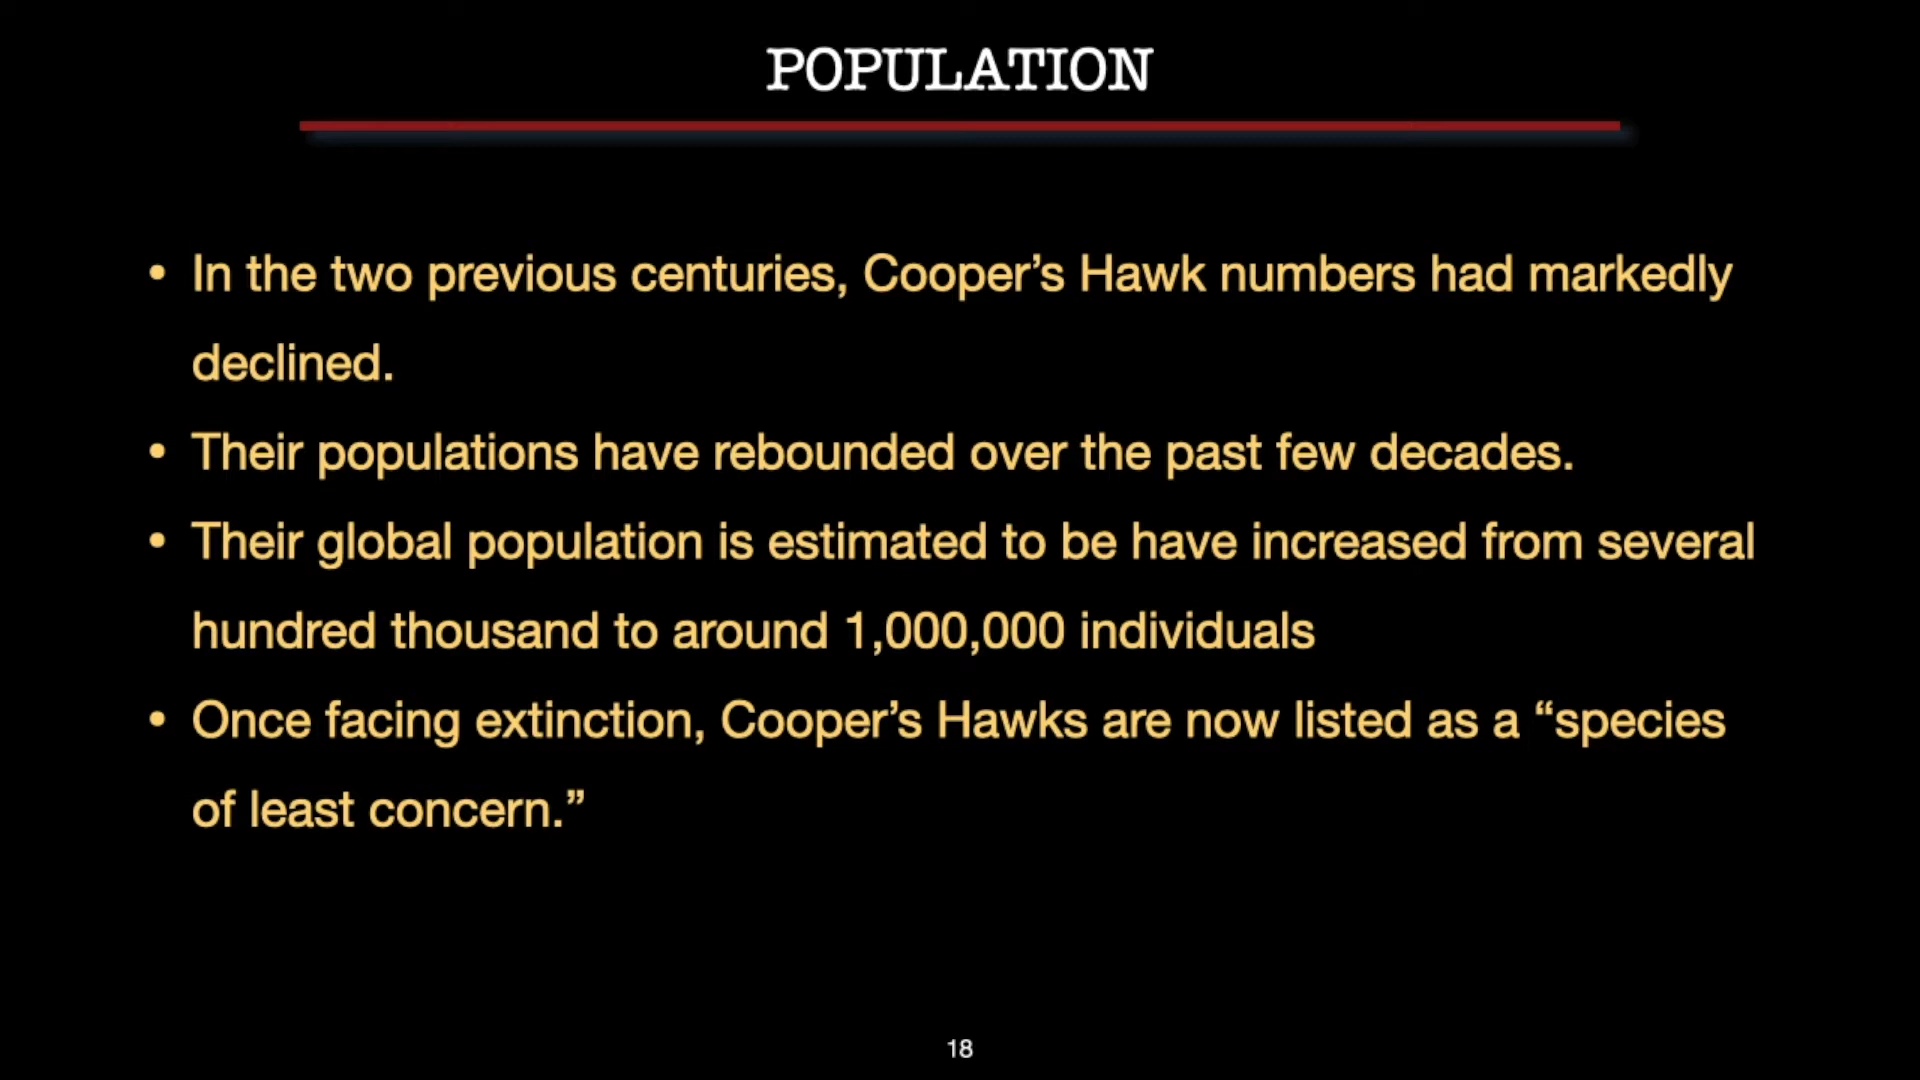 POPULATION
• In the two previous centuries, Cooper’s Hawk numbers had markedly
declined.
• Their populations have rebounded over the past few decades.
• Their global population is estimated to be have increased from several
hundred thousand to around 1,000,000 individuals
• Once facing extinction, Cooper’s Hawks are now listed as a “species
of least concern.”
18